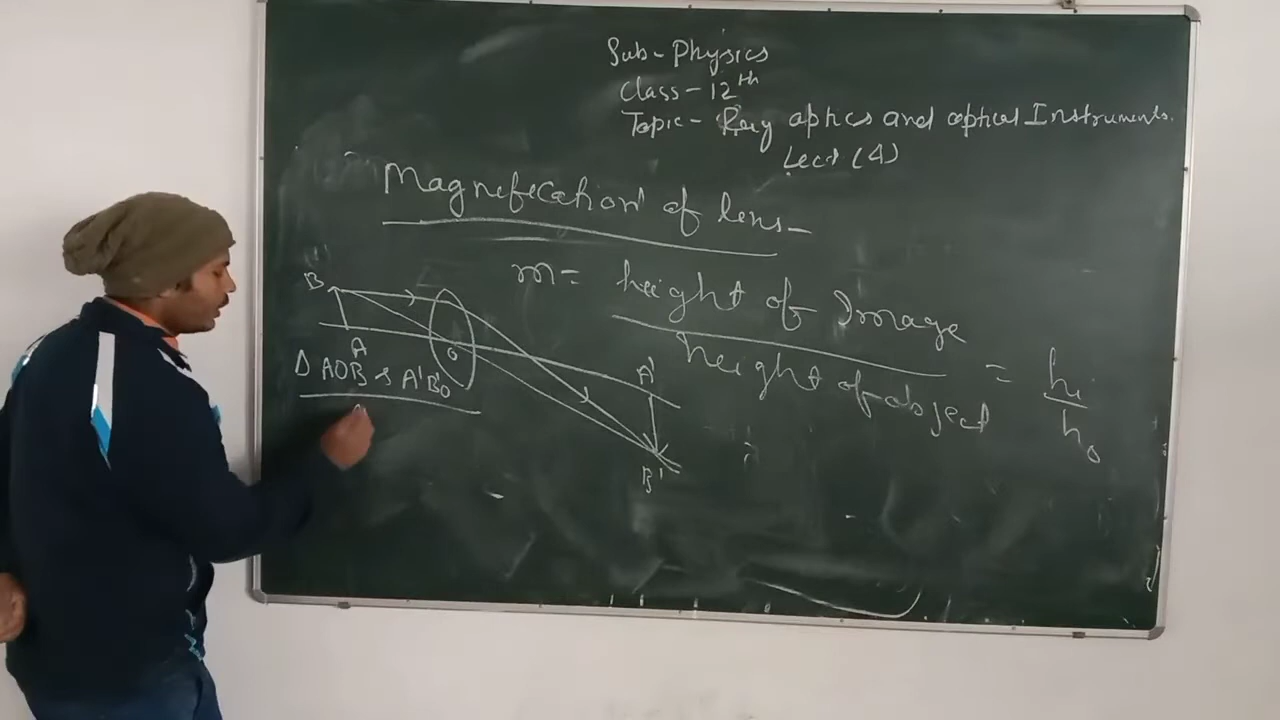 Sub-Physics
Class-12th
Topic- Ray optics and optical Instruments.
Lect (4)
Magnification of lens-
m= height of Image
height of object
= hi
ho
B
A
O
A'
B'
Δ AOB & A'B'O